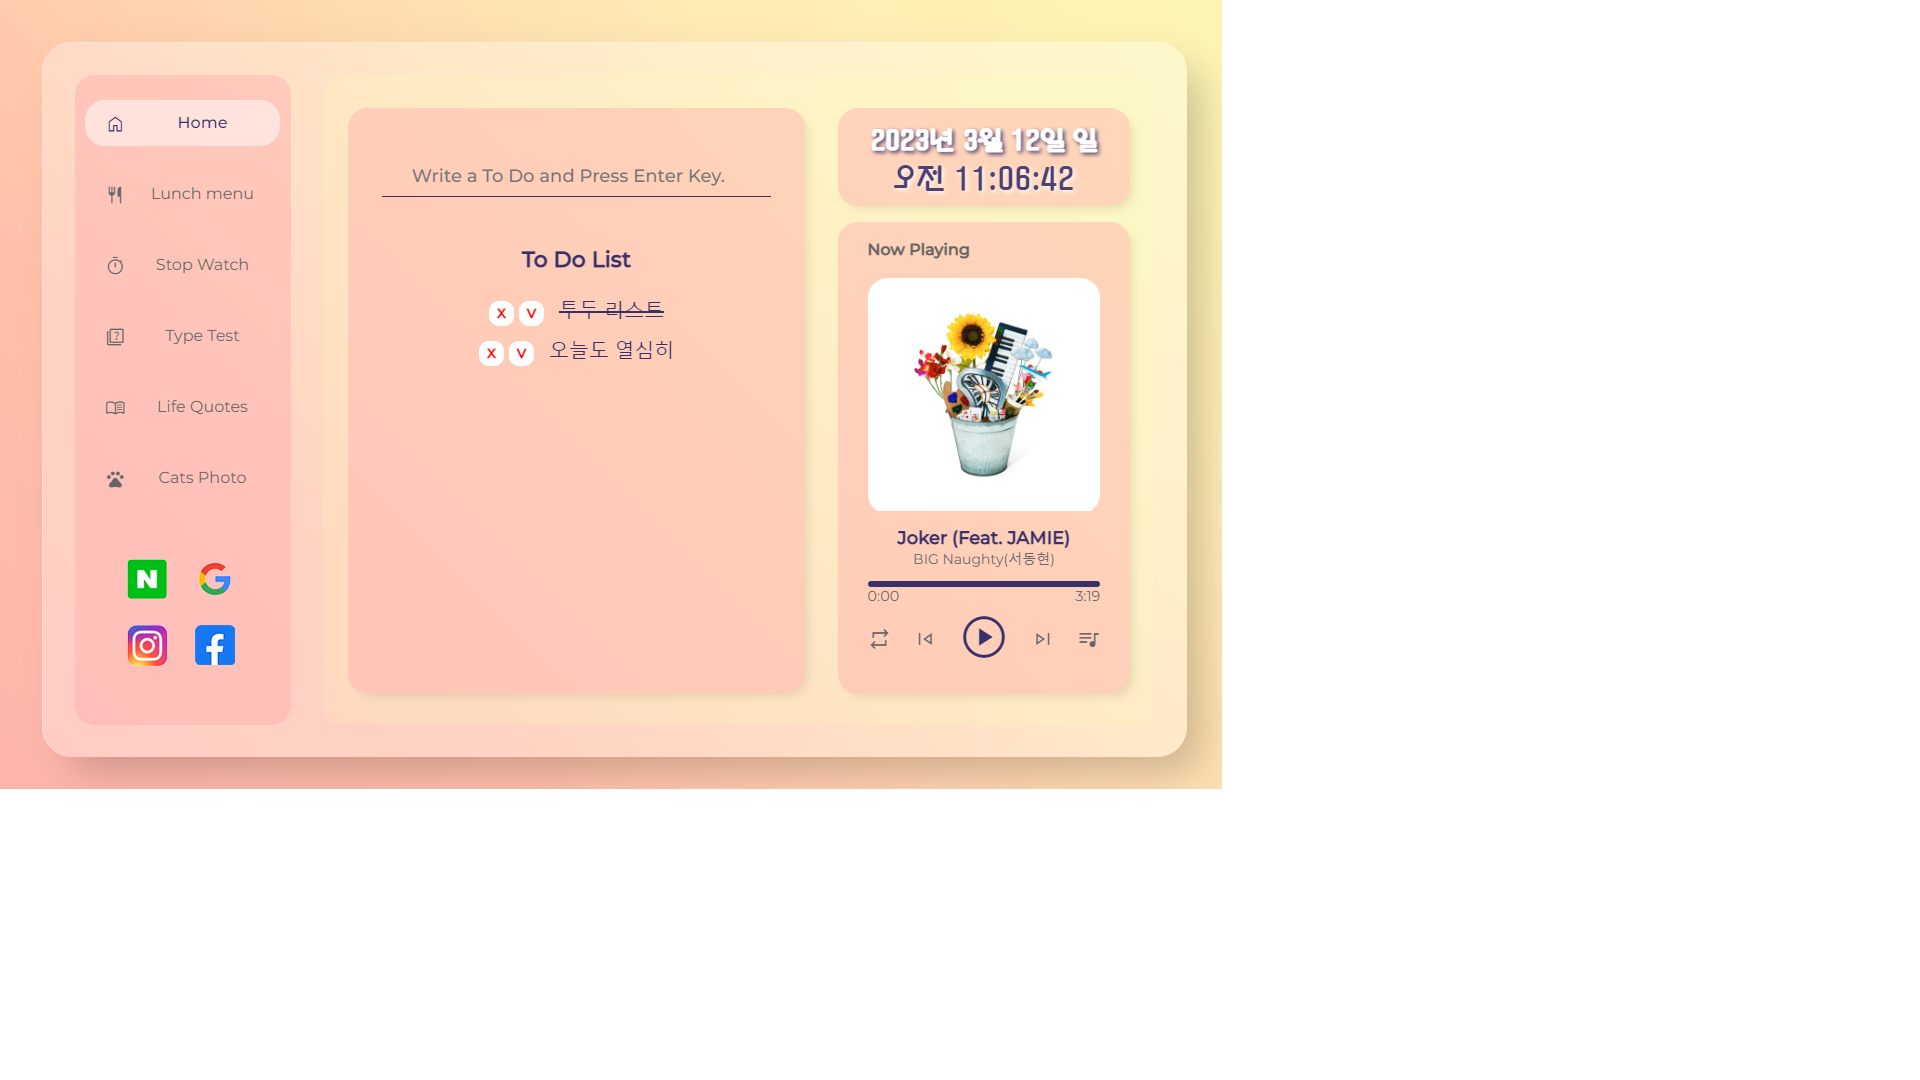 Home
Lunch menu
Stop Watch
Type Test
Life Quotes
Cats Photo
N
G
f
Write a To Do and Press Enter Key.
To Do List
X V 투두 리스트
X V 오늘도 열심히
2023년 3월 12일 일
오전 11:06:42
Now Playing
Joker (Feat. JAMIE)
BIG Naughty(서동현)
0:00 3:19